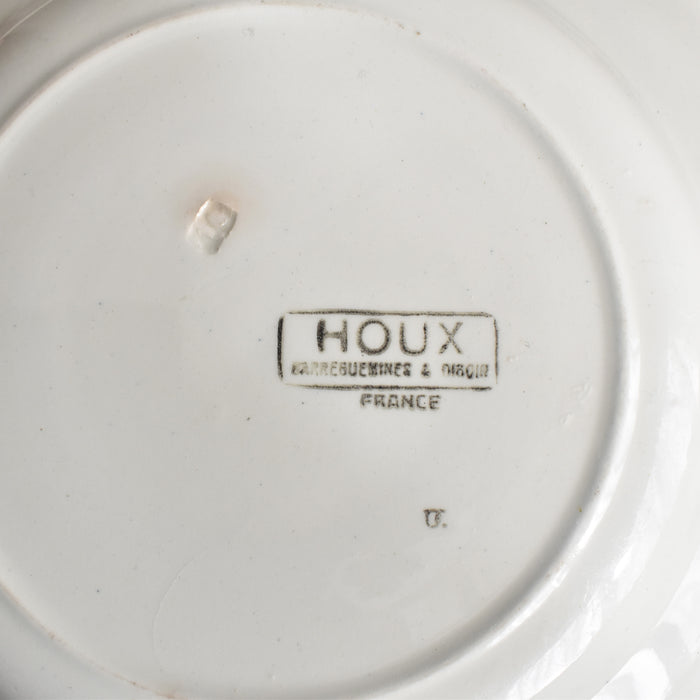 HOUX
SARREGUEMINES & DIGOIN
FRANCE
U.